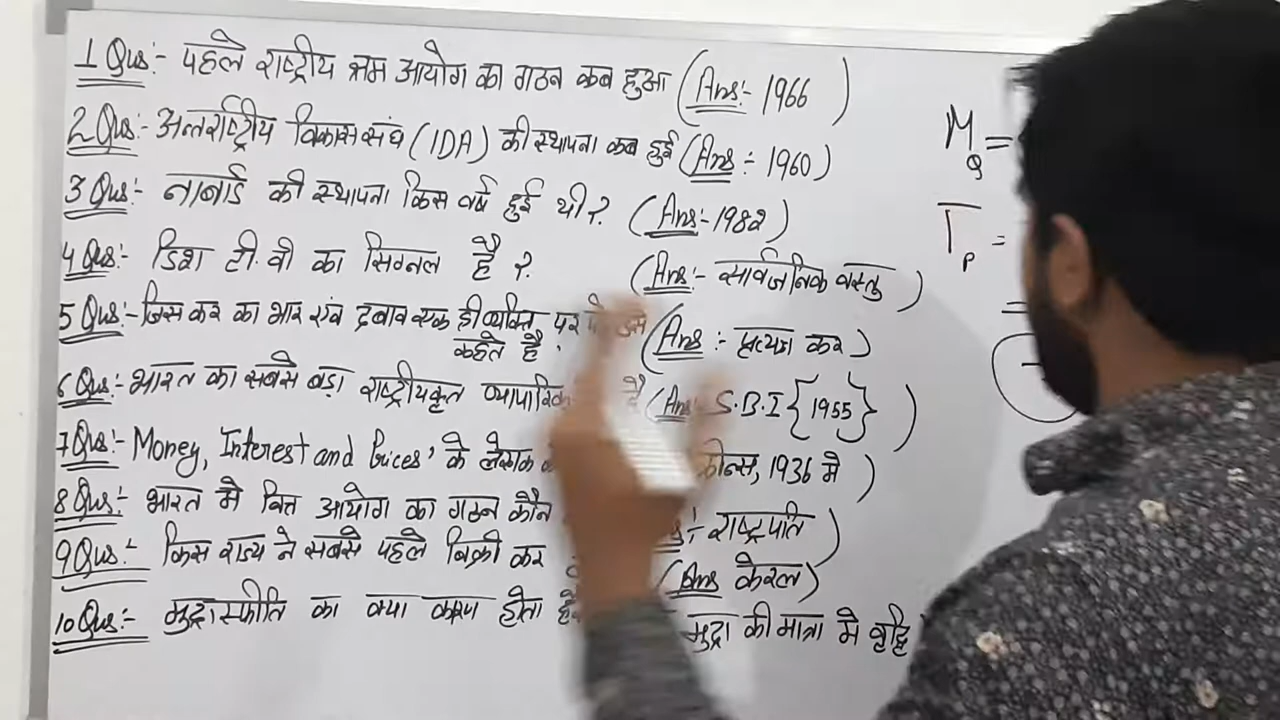 1 Qus:- पहले राष्ट्रीय श्रम आयोग का गठन कब हुआ (Ans:- 1966)
2 Qus:- अन्तर्राष्ट्रीय विकास संघ (IDA) की स्थापना कब हुई (Ans:- 1960)
3 Qus:- नाबार्ड की स्थापना किस वर्ष हुई थी? (Ans:- 1982)
4 Qus:- डिश टी.वी का सिग्नल है? (Ans:- सार्वजनिक वस्तु)
5 Qus:- जिस कर का भार एंव दबाव एक ही व्यक्ति पर (Ans:- प्रत्यक्ष कर)
कहते है?
6 Qus:- भारत का सबसे बड़ा राष्ट्रीयकृत व्यापारिक है (Ans S.B.I {1955})
7 Qus:- Money, Interest and Prices' के लेखक कीन्स, 1936 मे)
8 Qus:- भारत मे वित्त आयोग का गठन कौन राष्ट्रपति)
9 Qus:- किस राज्य ने सबसे पहले बिक्री कर (Ans केरल)
10 Qus:- मुद्रास्फीति का क्या कारण होता मुद्रा की मात्रा मे वृद्धि
M Q =
T P =